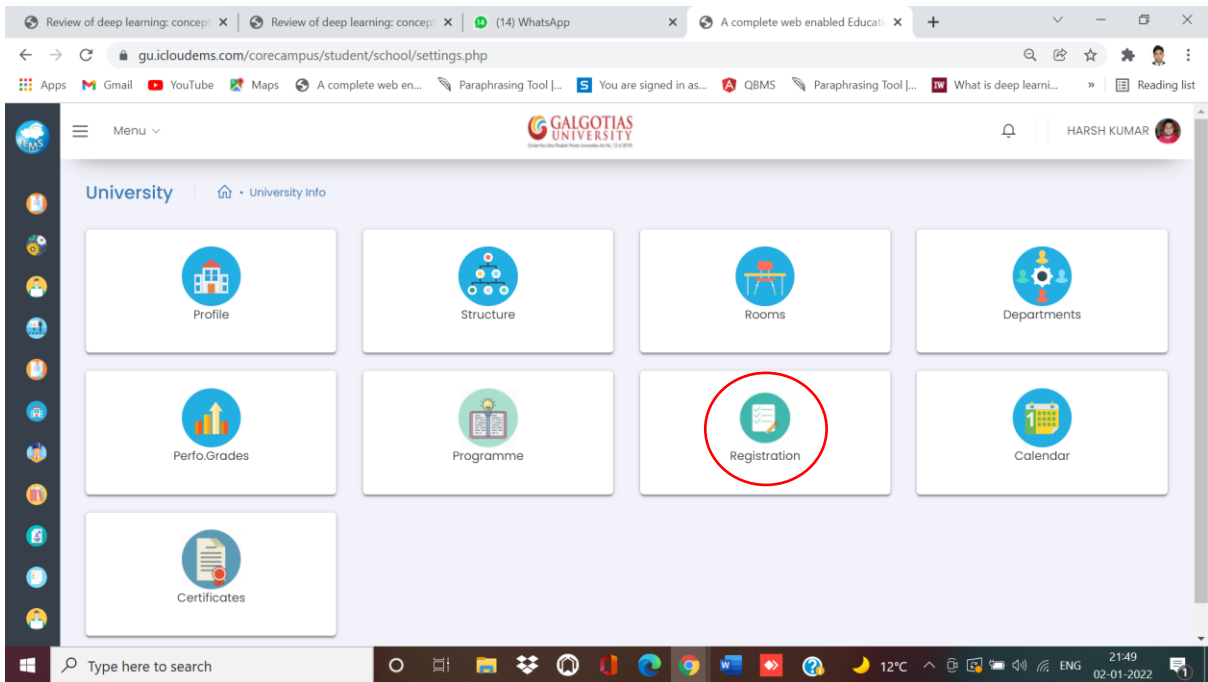 Review of deep learning: concept
Review of deep learning: concept
(14) WhatsApp
A complete web enabled Educati
gu.icloudems.com/corecampus/student/school/settings.php
Apps
Gmail
YouTube
Maps
A complete web en...
Paraphrasing Tool |...
You are signed in as...
QBMS
Paraphrasing Tool |...
What is deep learni...
»
Reading list
EMS
Menu
GALGOTIAS
UNIVERSITY
HARSH KUMAR
University
• University Info
Profile
Structure
Rooms
Departments
Perfo.Grades
Programme
Registration
Calendar
Certificates
Type here to search
12°C
ENG
21:49
02-01-2022